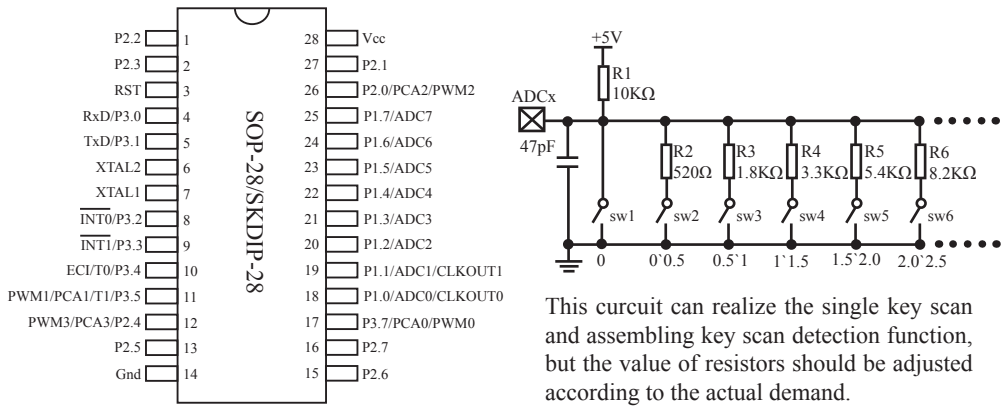 P2.2 1
P2.3 2
RST 3
RxD/P3.0 4
TxD/P3.1 5
XTAL2 6
XTAL1 7
INT0/P3.2 8
INT1/P3.3 9
ECI/T0/P3.4 10
PWM1/PCA1/T1/P3.5 11
PWM3/PCA3/P2.4 12
P2.5 13
Gnd 14
SOP-28/SKDIP-28
28 Vcc
27 P2.1
26 P2.0/PCA2/PWM2
25 P1.7/ADC7
24 P1.6/ADC6
23 P1.5/ADC5
22 P1.4/ADC4
21 P1.3/ADC3
20 P1.2/ADC2
19 P1.1/ADC1/CLKOUT1
18 P1.0/ADC0/CLKOUT0
17 P3.7/PCA0/PWM0
16 P2.7
15 P2.6
+5V
R1
10KΩ
ADCx
47pF
R2 R3 R4 R5 R6
520Ω 1.8KΩ 3.3KΩ 5.4KΩ 8.2KΩ
sw1 sw2 sw3 sw4 sw5 sw6
0 0`0.5 0.5`1 1`1.5 1.5`2.0 2.0`2.5
This curcuit can realize the single key scan
and assembling key scan detection function,
but the value of resistors should be adjusted
according to the actual demand.